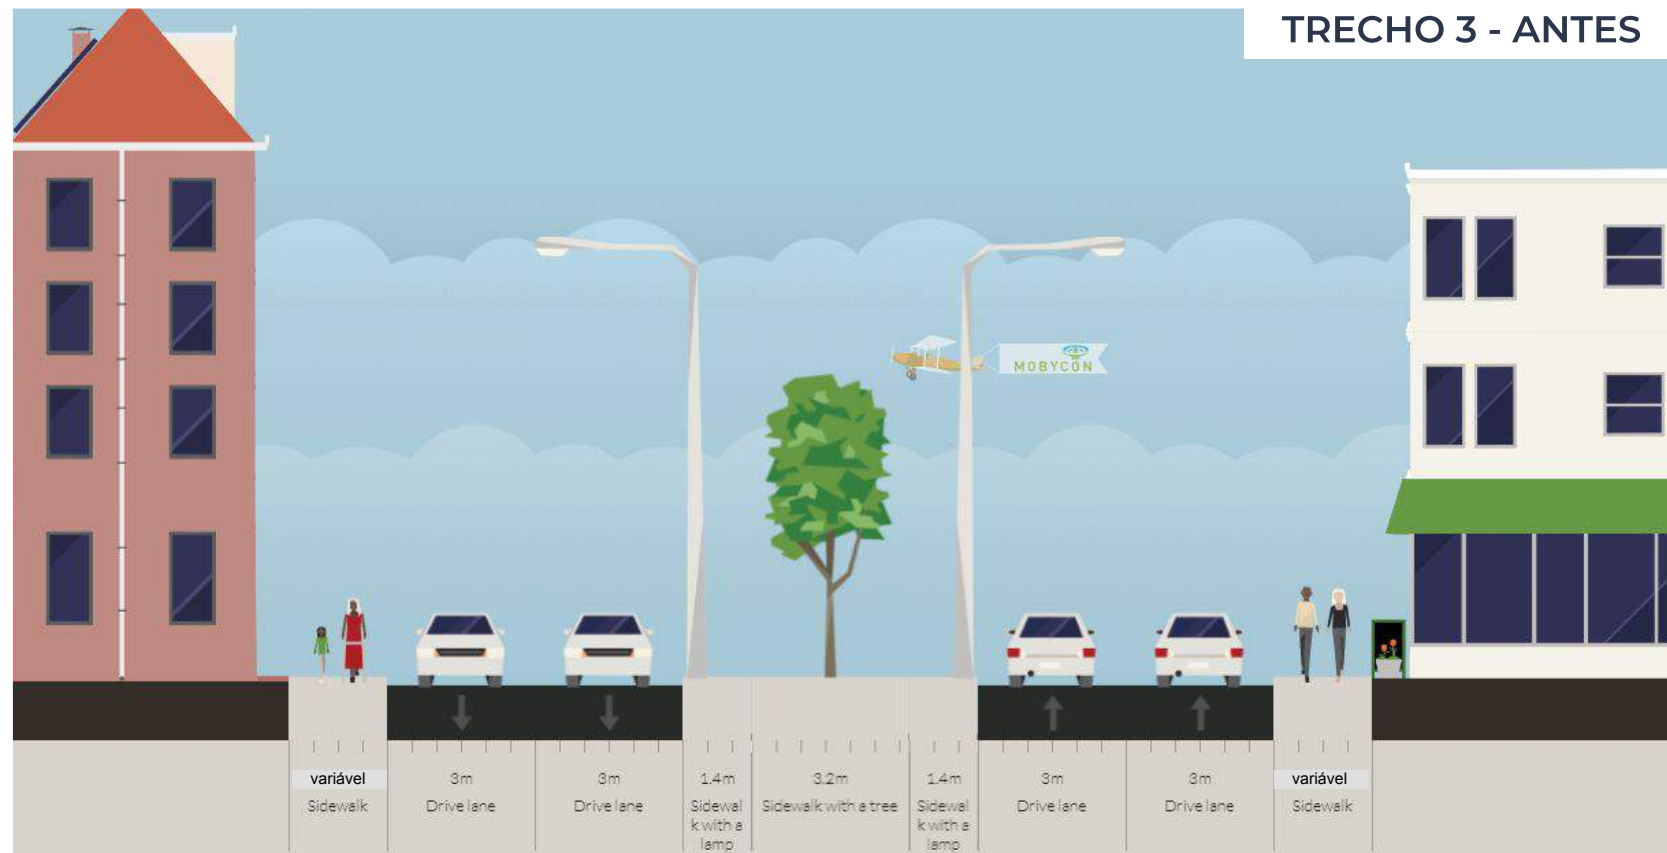 TRECHO 3 - ANTES
MOBYCON
variável
Sidewalk
3m
Drive lane
3m
Drive lane
1.4m
Sidewal
k with a
lamp
3.2m
Sidewalk with a tree
1.4m
Sidewal
k with a
lamp
3m
Drive lane
3m
Drive lane
variável
Sidewalk